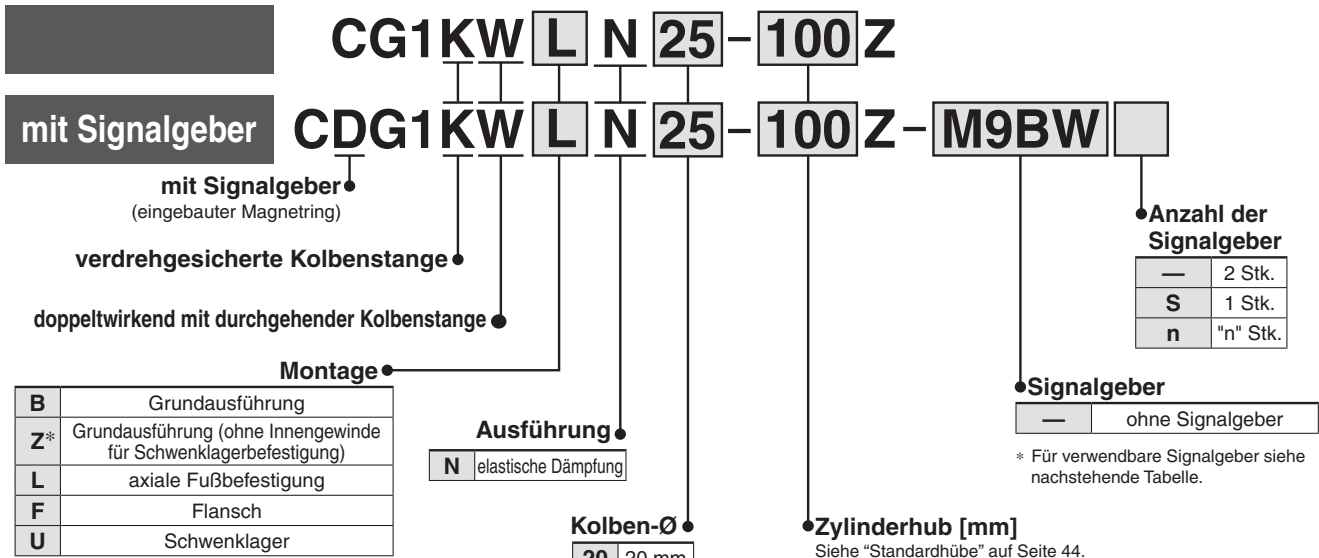 CG1KW L N 25 – 100 Z
mit Signalgeber CDG1KW L N 25 – 100 Z – M9BW
mit Signalgeber
(eingebauter Magnetring)
verdrehgesicherte Kolbenstange
doppeltwirkend mit durchgehender Kolbenstange
Montage
B Grundausführung
Z* Grundausführung (ohne Innengewinde
für Schwenklagerbefestigung)
L axiale Fußbefestigung
F Flansch
U Schwenklager
Ausführung
N elastische Dämpfung
Kolben-Ø
20 20 mm
Zylinderhub [mm]
Siehe “Standardhübe” auf Seite 44.
Anzahl der
Signalgeber
— 2 Stk.
S 1 Stk.
n "n" Stk.
Signalgeber
— ohne Signalgeber
* Für verwendbare Signalgeber siehe
nachstehende Tabelle.